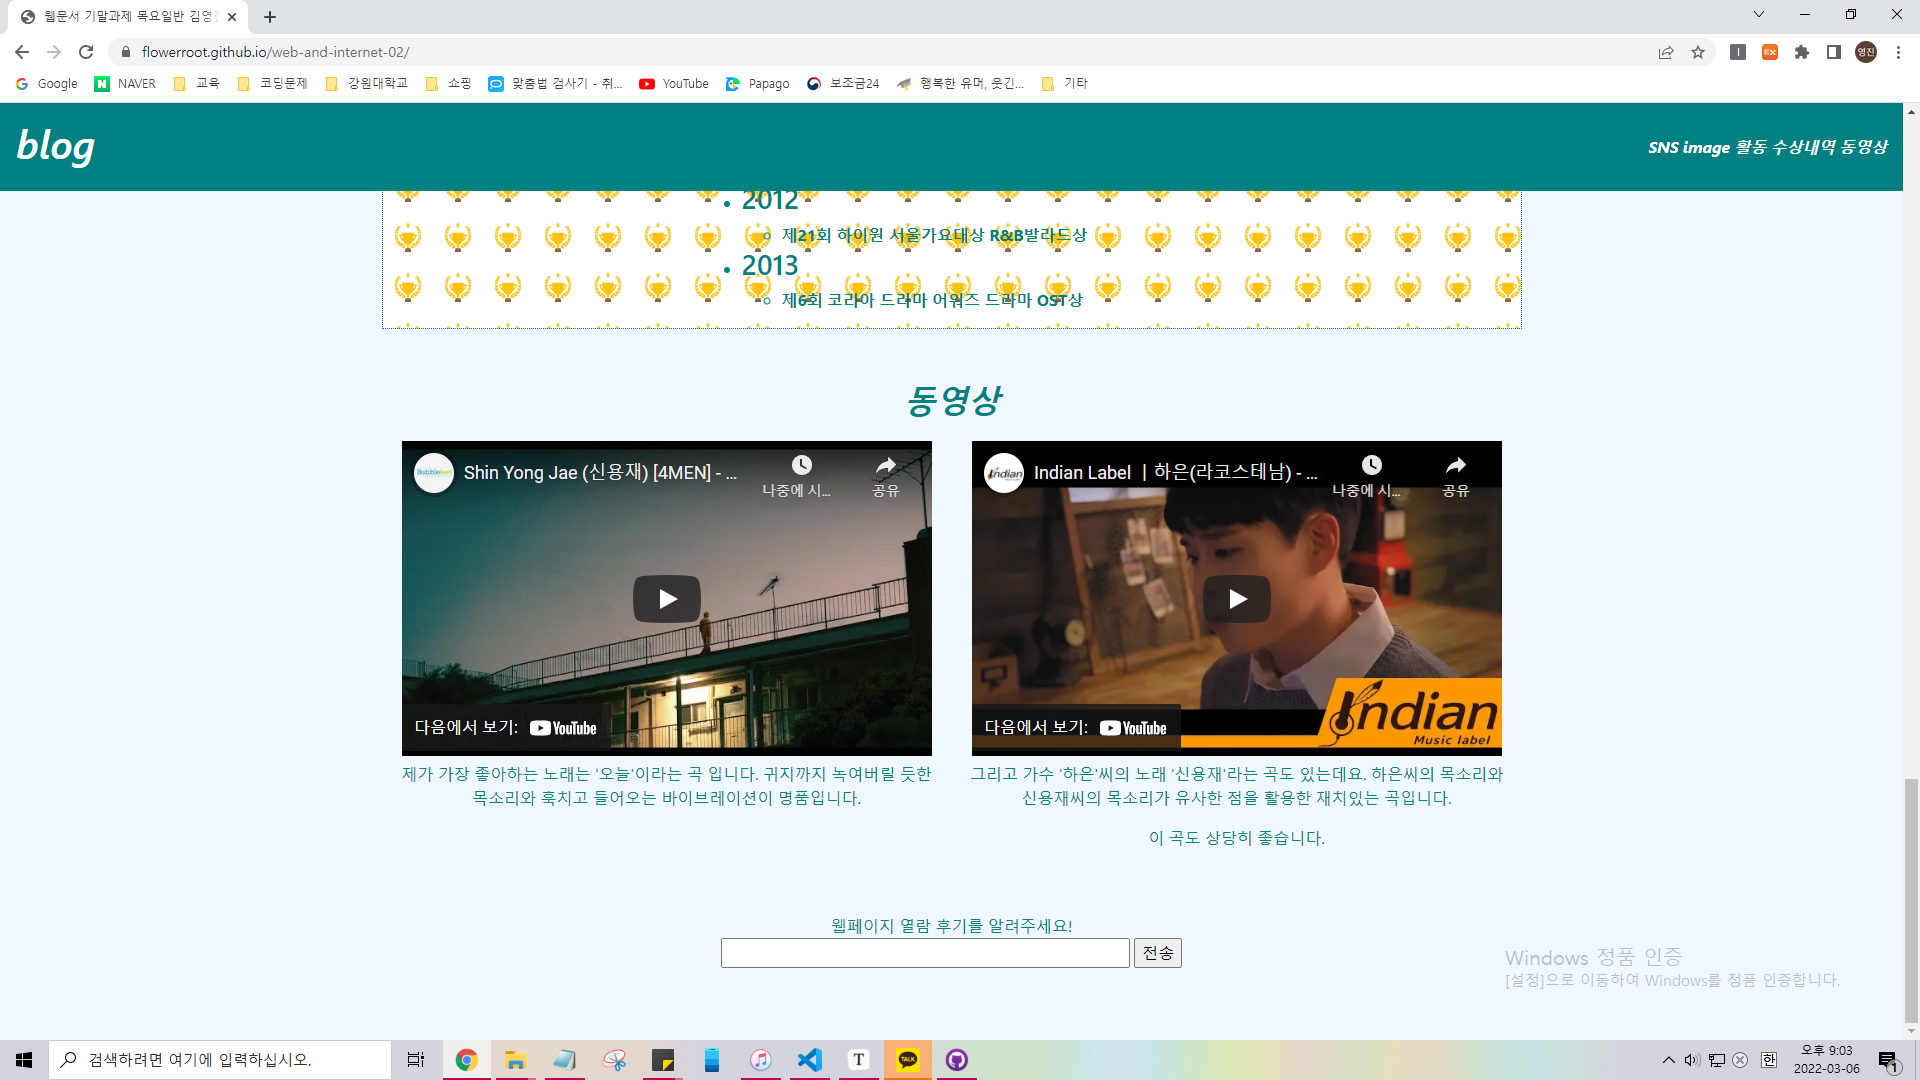 웹문서 기말과제 목요일반 김영진
flowerroot.github.io/web-and-internet-02/
영진
Google
NAVER
교육
코딩문제
강원대학교
쇼핑
맞춤법 검사기 - 취...
YouTube
Papago
보조금24
행복한 유머, 웃긴...
기타
blog
SNS image 활동 수상내역 동영상
2012
제21회 하이원 서울가요대상 R&B발라드상
2013
제6회 코리아 드라마 어워즈 드라마 OST상
동영상
Shin Yong Jae (신용재) [4MEN] - ...
나중에 시...
공유
다음에서 보기: YouTube
Indian Label ㅣ하은(라코스테남) - ...
나중에 시...
공유
Indian
Music label
다음에서 보기: YouTube
제가 가장 좋아하는 노래는 '오늘'이라는 곡 입니다. 귀지까지 녹여버릴 듯한
목소리와 훅치고 들어오는 바이브레이션이 명품입니다.
그리고 가수 '하은'씨의 노래 '신용재'라는 곡도 있는데요. 하은씨의 목소리와
신용재씨의 목소리가 유사한 점을 활용한 재치있는 곡입니다.
이 곡도 상당히 좋습니다.
웹페이지 열람 후기를 알려주세요!
전송
Windows 정품 인증
[설정]으로 이동하여 Windows를 정품 인증합니다.
검색하려면 여기에 입력하십시오.
T
TALK
한
오후 9:03
2022-03-06
1